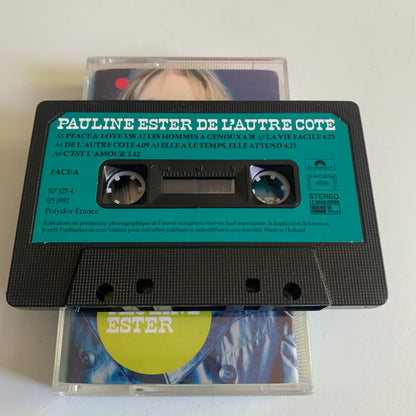 PAULINE ESTER DE L'AUTRE COTE
A1 PEACE & LOVE 3.58 A2 LES HOMMES A GENOUX 4.38 A3 LA VIE FACILE 4.23
A4 DE L'AUTRE COTE 4.09 A5 ELLE A LE TEMPS, ELLE ATTEND 4.23
A6 C'EST L'AMOUR 3.42
FACE A
517 327-4
(P) 1992
Polydor France
STEREO
Tous droits du producteur phonographique de l'œuvre enregistrée réservés. Sauf autorisation, la duplication, la location,
le prêt, l'utilisation de cette cassette pour exécution publique et radiodiffusion sont interdits. Made in Holland.
ESTER